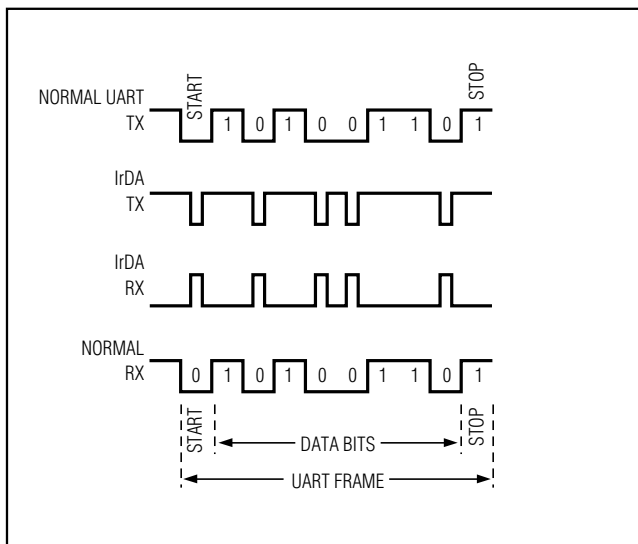 START
STOP
NORMAL UART
TX
1 0 1 0 0 1 1 0 1
IrDA
TX
IrDA
RX
NORMAL
RX
0 1 0 1 0 0 1 1 0 1
START
DATA BITS
STOP
UART FRAME